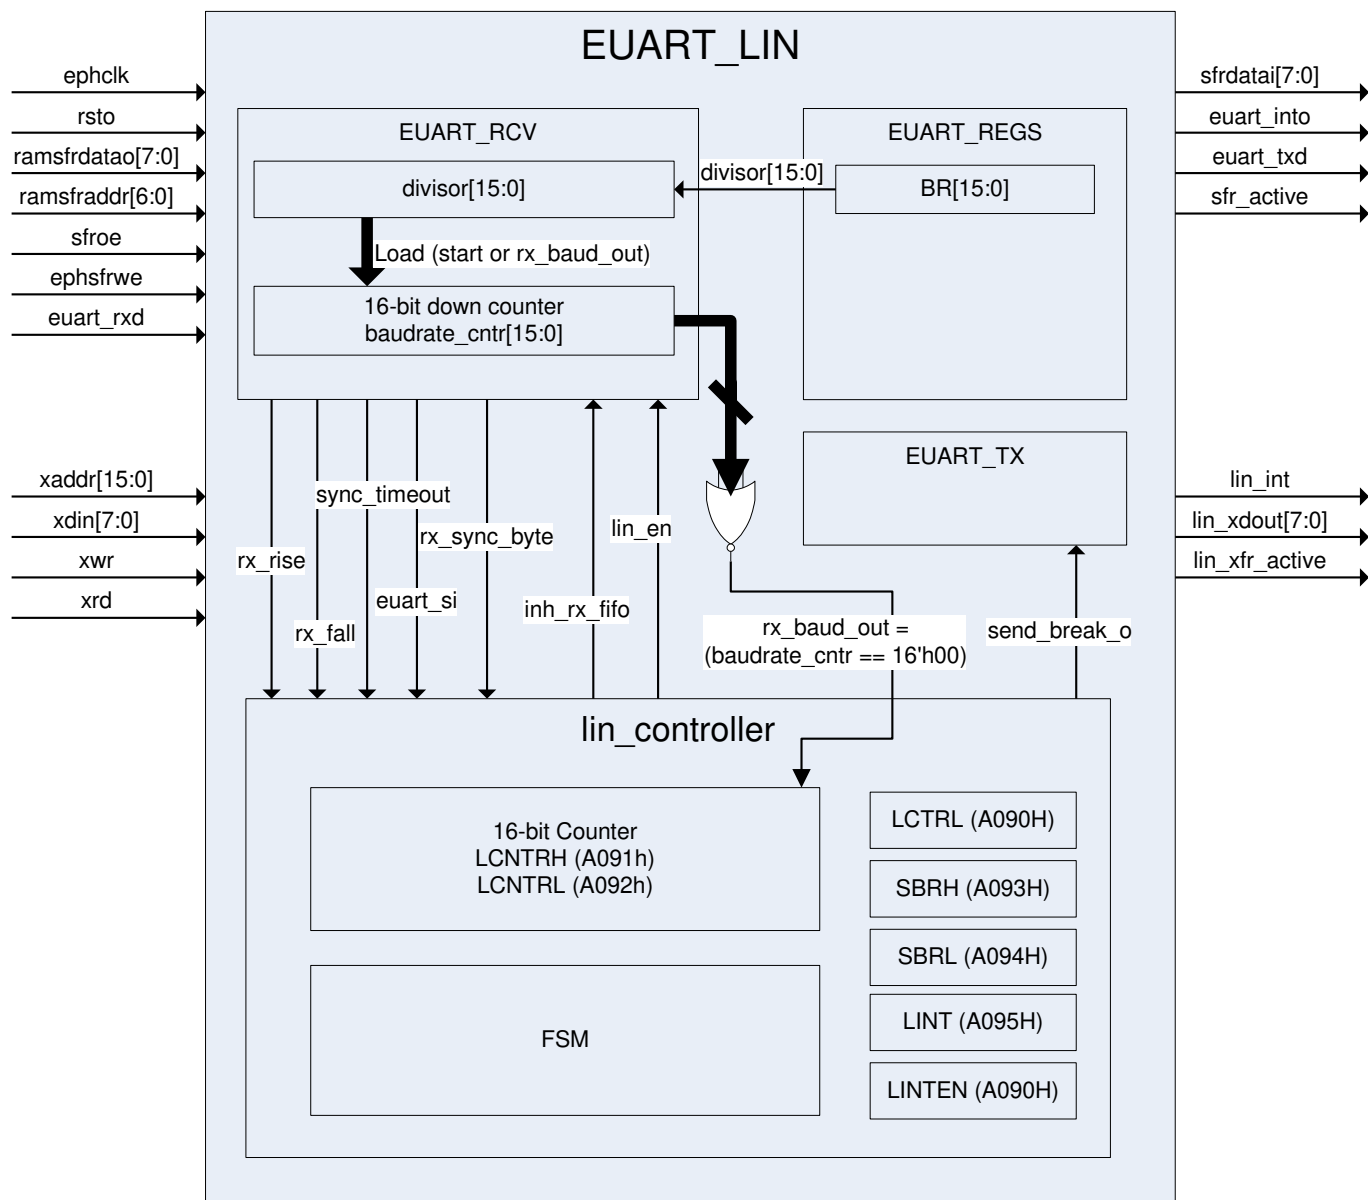 EUART_LIN
ephclk
rsto
ramsfrdatao[7:0]
ramsfraddr[6:0]
sfroe
ephsfrwe
euart_rxd
xaddr[15:0]
xdin[7:0]
xwr
xrd
EUART_RCV
divisor[15:0]
Load (start or rx_baud_out)
16-bit down counter
baudrate_cntr[15:0]
divisor[15:0]
EUART_REGS
BR[15:0]
EUART_TX
sfrdatai[7:0]
euart_into
euart_txd
sfr_active
lin_int
lin_xdout[7:0]
lin_xfr_active
rx_rise
rx_fall
sync_timeout
euart_si
rx_sync_byte
inh_rx_fifo
lin_en
rx_baud_out =
(baudrate_cntr == 16'h00)
send_break_o
lin_controller
16-bit Counter
LCNTRH (A091h)
LCNTRL (A092h)
FSM
LCTRL (A090H)
SBRH (A093H)
SBRL (A094H)
LINT (A095H)
LINTEN (A090H)